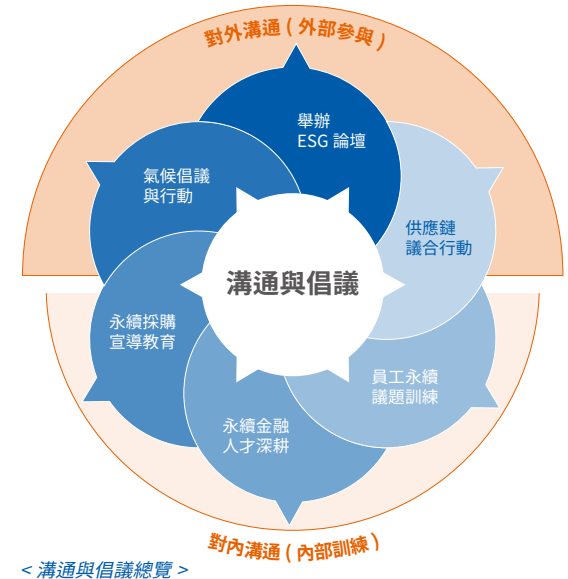 對外溝通 ( 外部參與 )
舉辦
ESG 論壇
氣候倡議
與行動
供應鏈
議合行動
溝通與倡議
永續採購
宣導教育
員工永續
議題訓練
永續金融
人才深耕
對內溝通 ( 內部訓練 )
< 溝通與倡議總覽 >